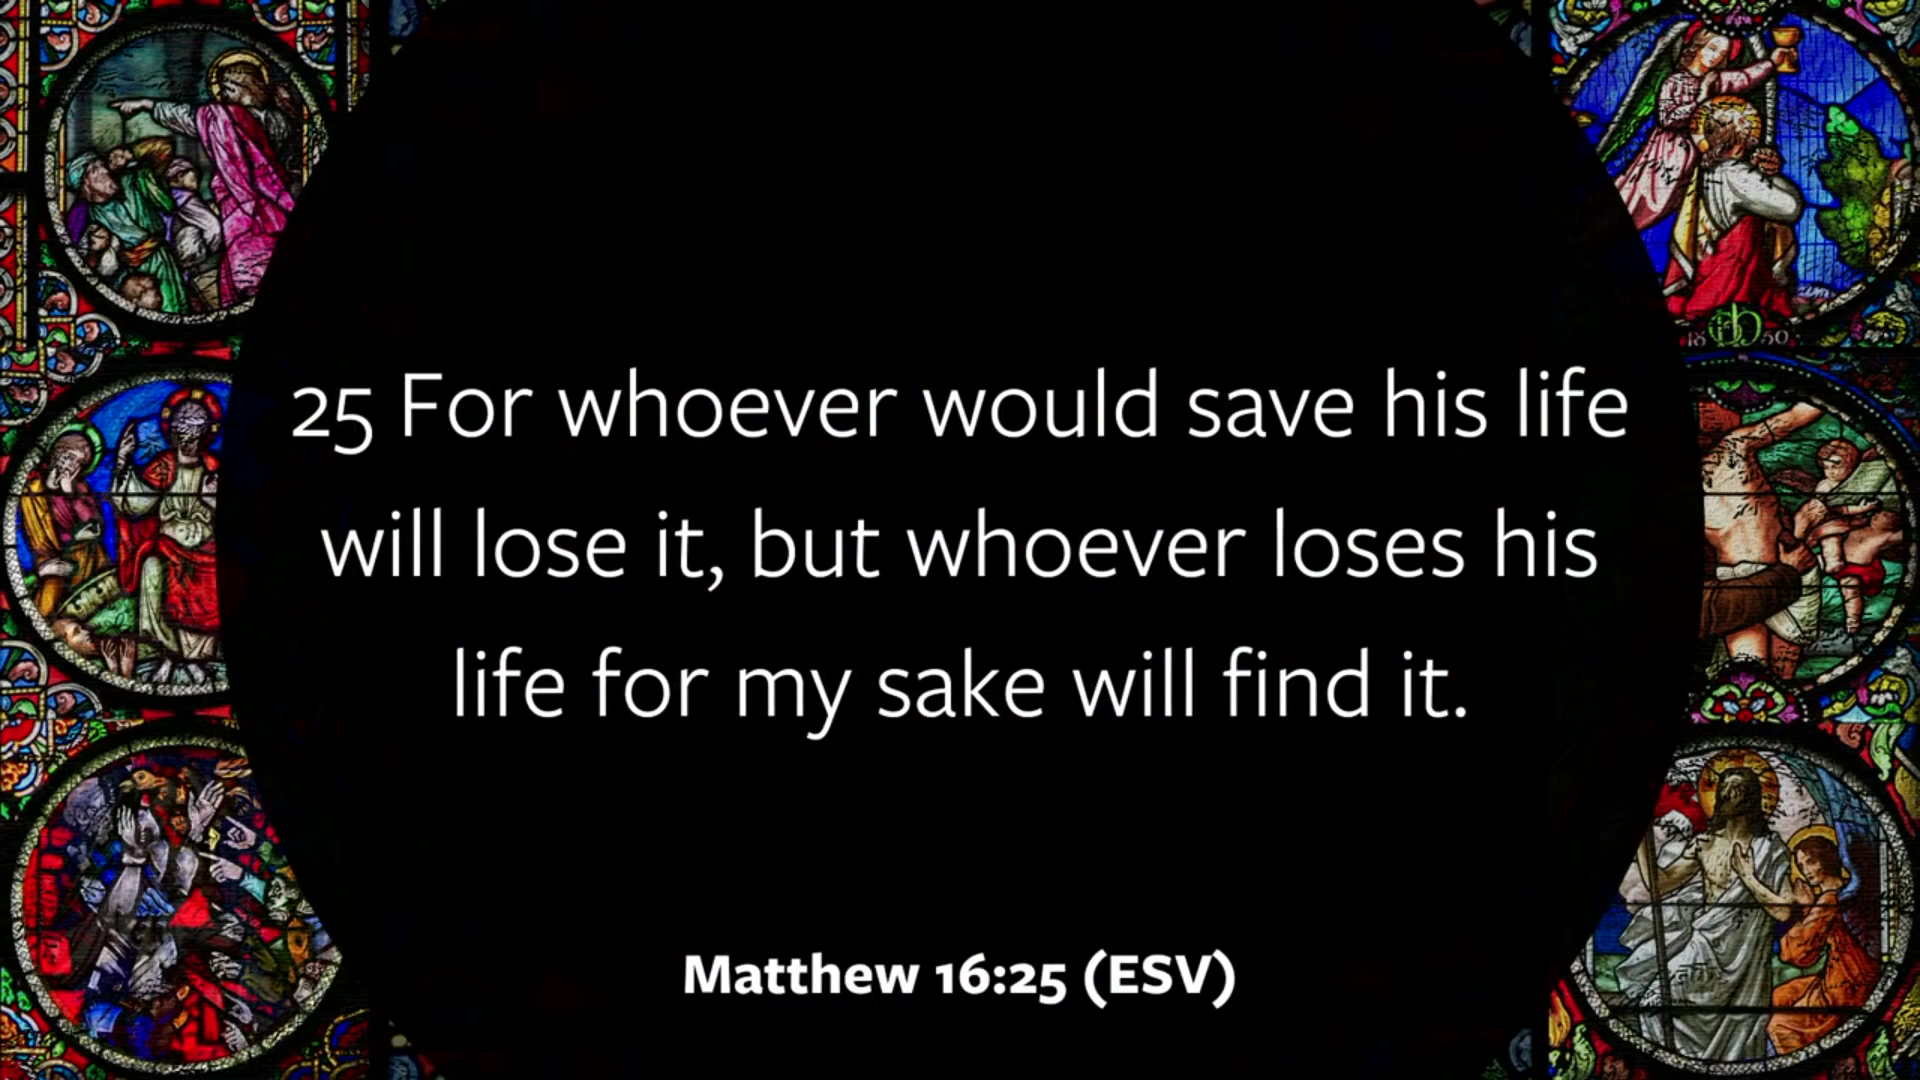 25 For whoever would save his life
will lose it, but whoever loses his
life for my sake will find it.
Matthew 16:25 (ESV)